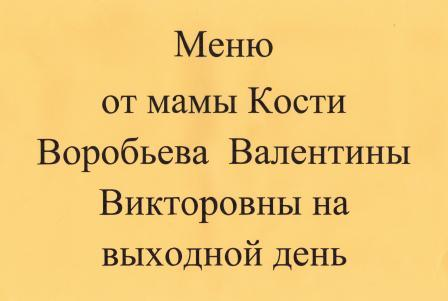 Меню
от мамы Кости
Воробьева Валентины
Викторовны на
выходной день